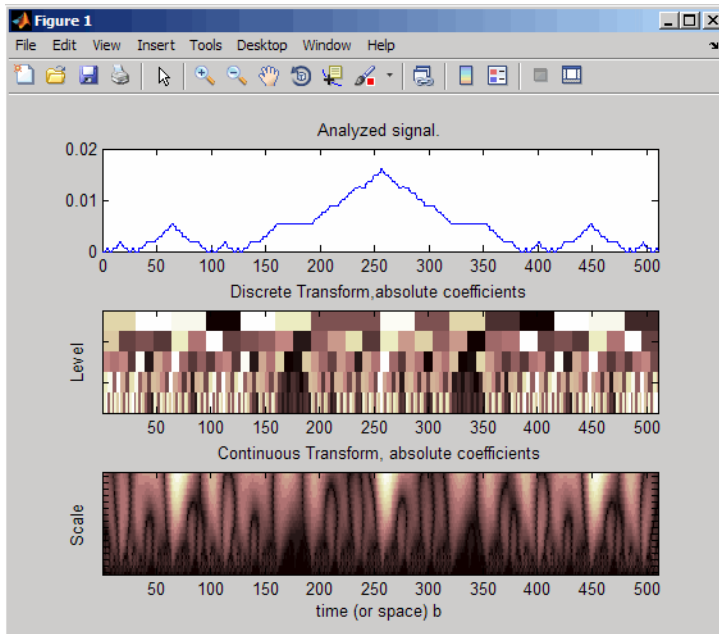 Figure 1
File Edit View Insert Tools Desktop Window Help
Analyzed signal.
0.02
0.01
0
0 50 100 150 200 250 300 350 400 450 500
Discrete Transform,absolute coefficients
Level
50 100 150 200 250 300 350 400 450 500
Continuous Transform, absolute coefficients
Scale
50 100 150 200 250 300 350 400 450 500
time (or space) b